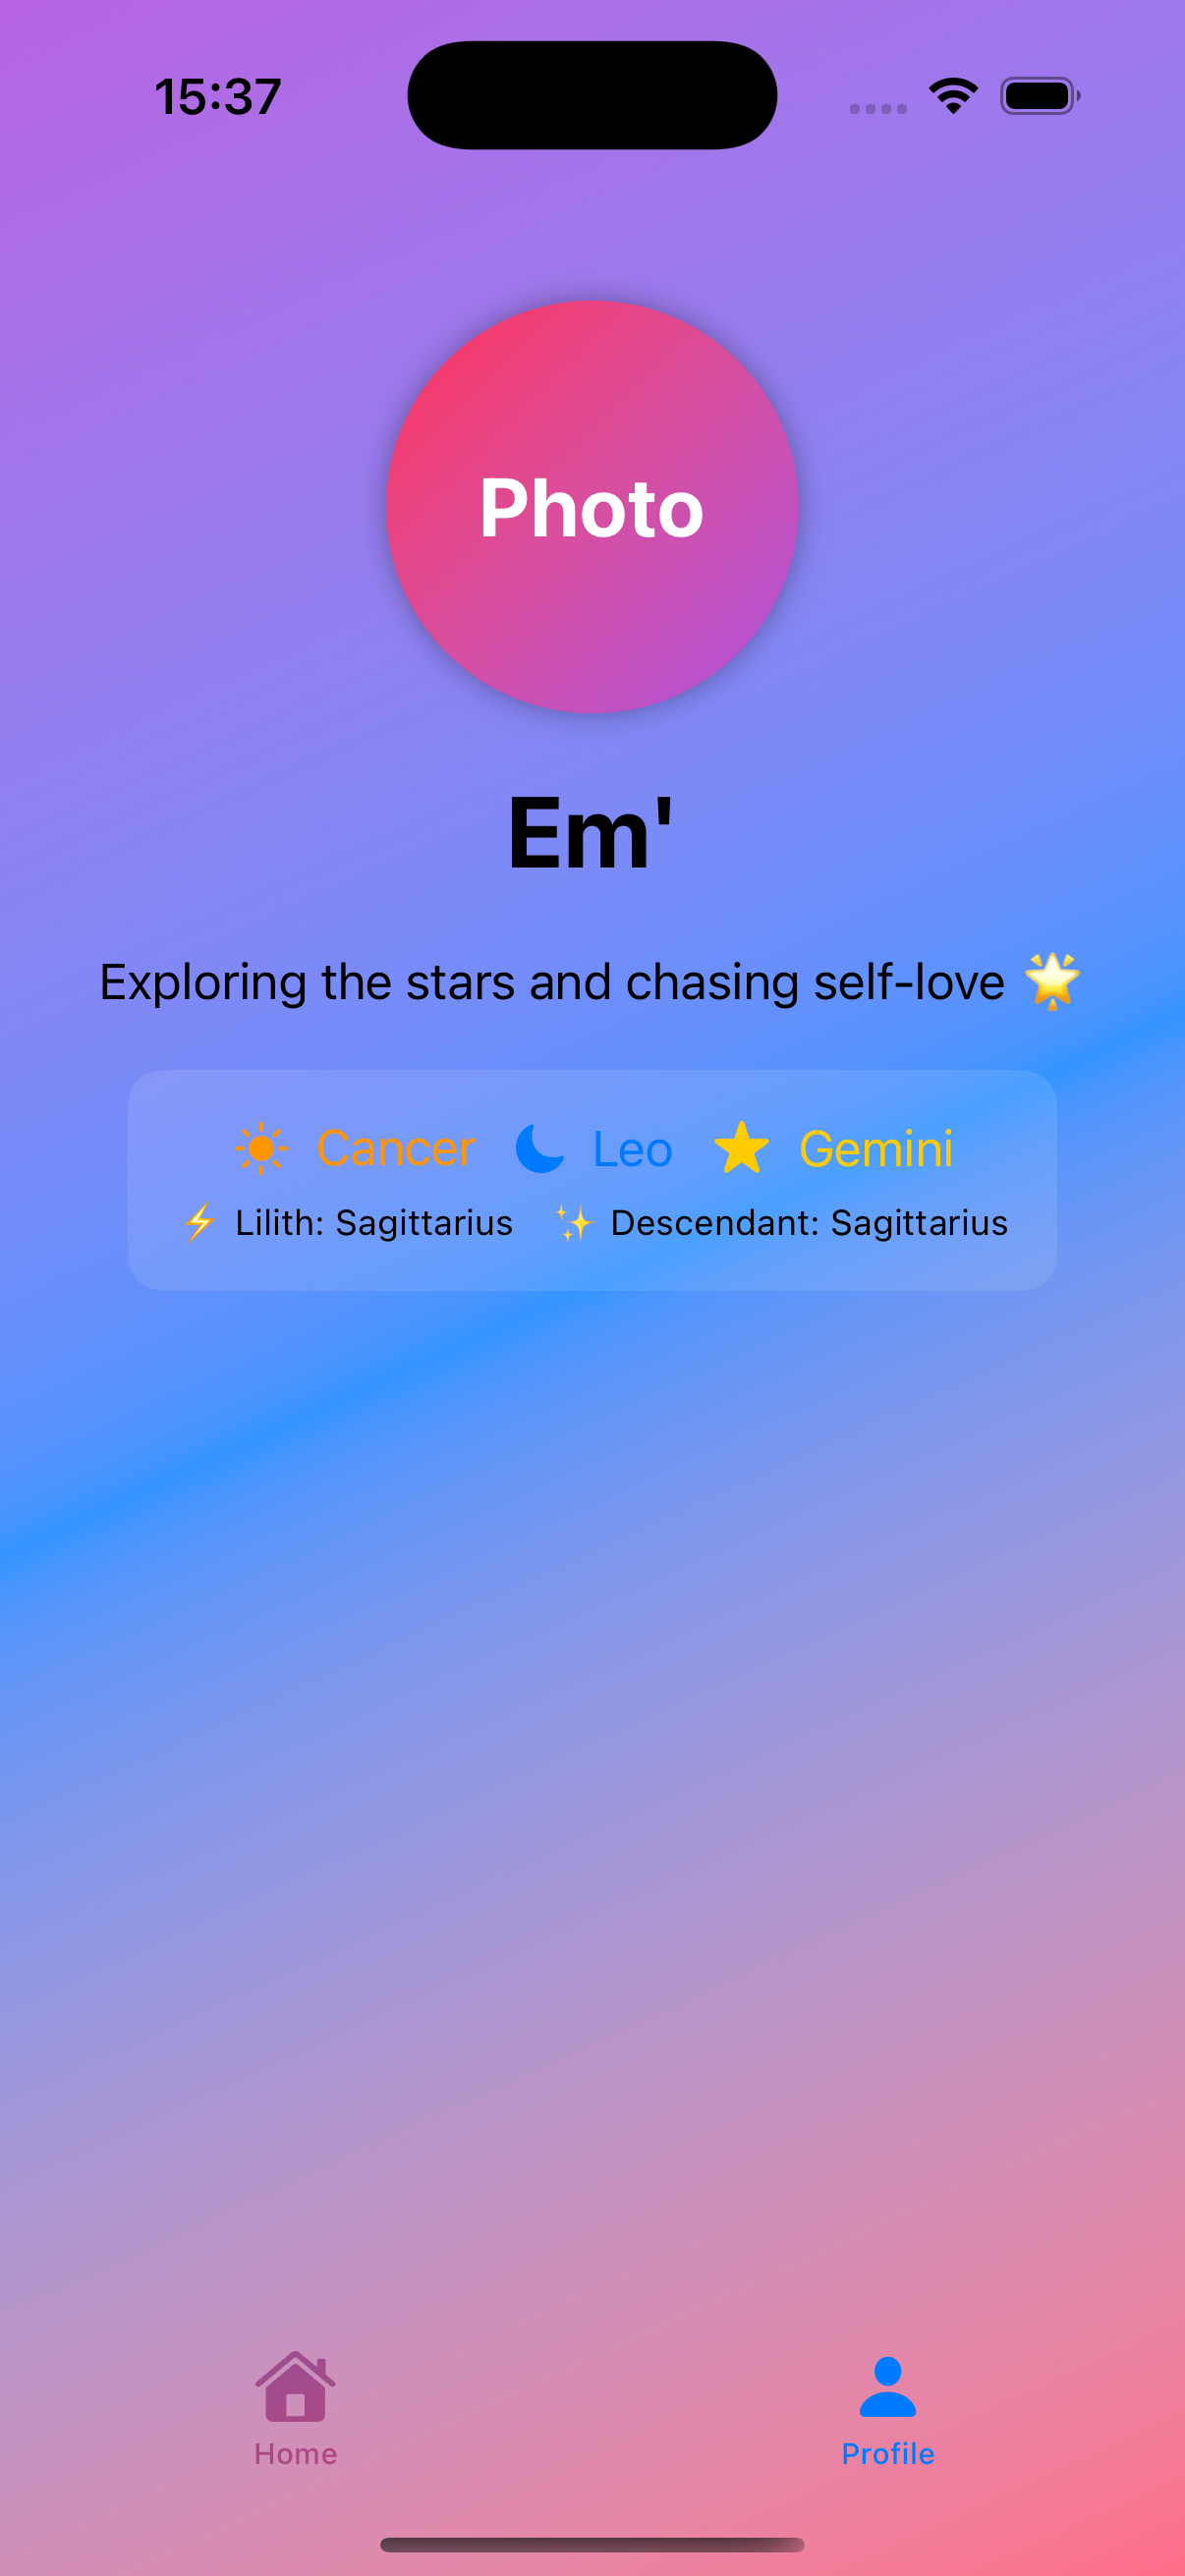 15:37
Photo
Em'
Exploring the stars and chasing self-love 🌟
Cancer Leo Gemini
⚡ Lilith: Sagittarius ✨ Descendant: Sagittarius
Home Profile